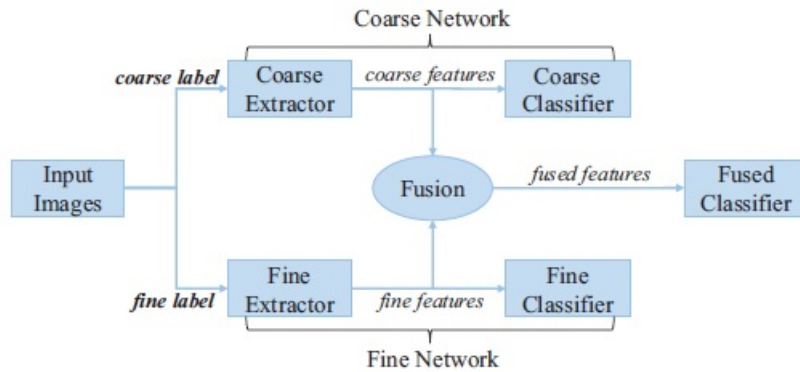 Coarse Network
coarse label
Coarse
Extractor
coarse features
Coarse
Classifier
Input
Images
Fusion
fused features
Fused
Classifier
fine label
Fine
Extractor
fine features
Fine
Classifier
Fine Network